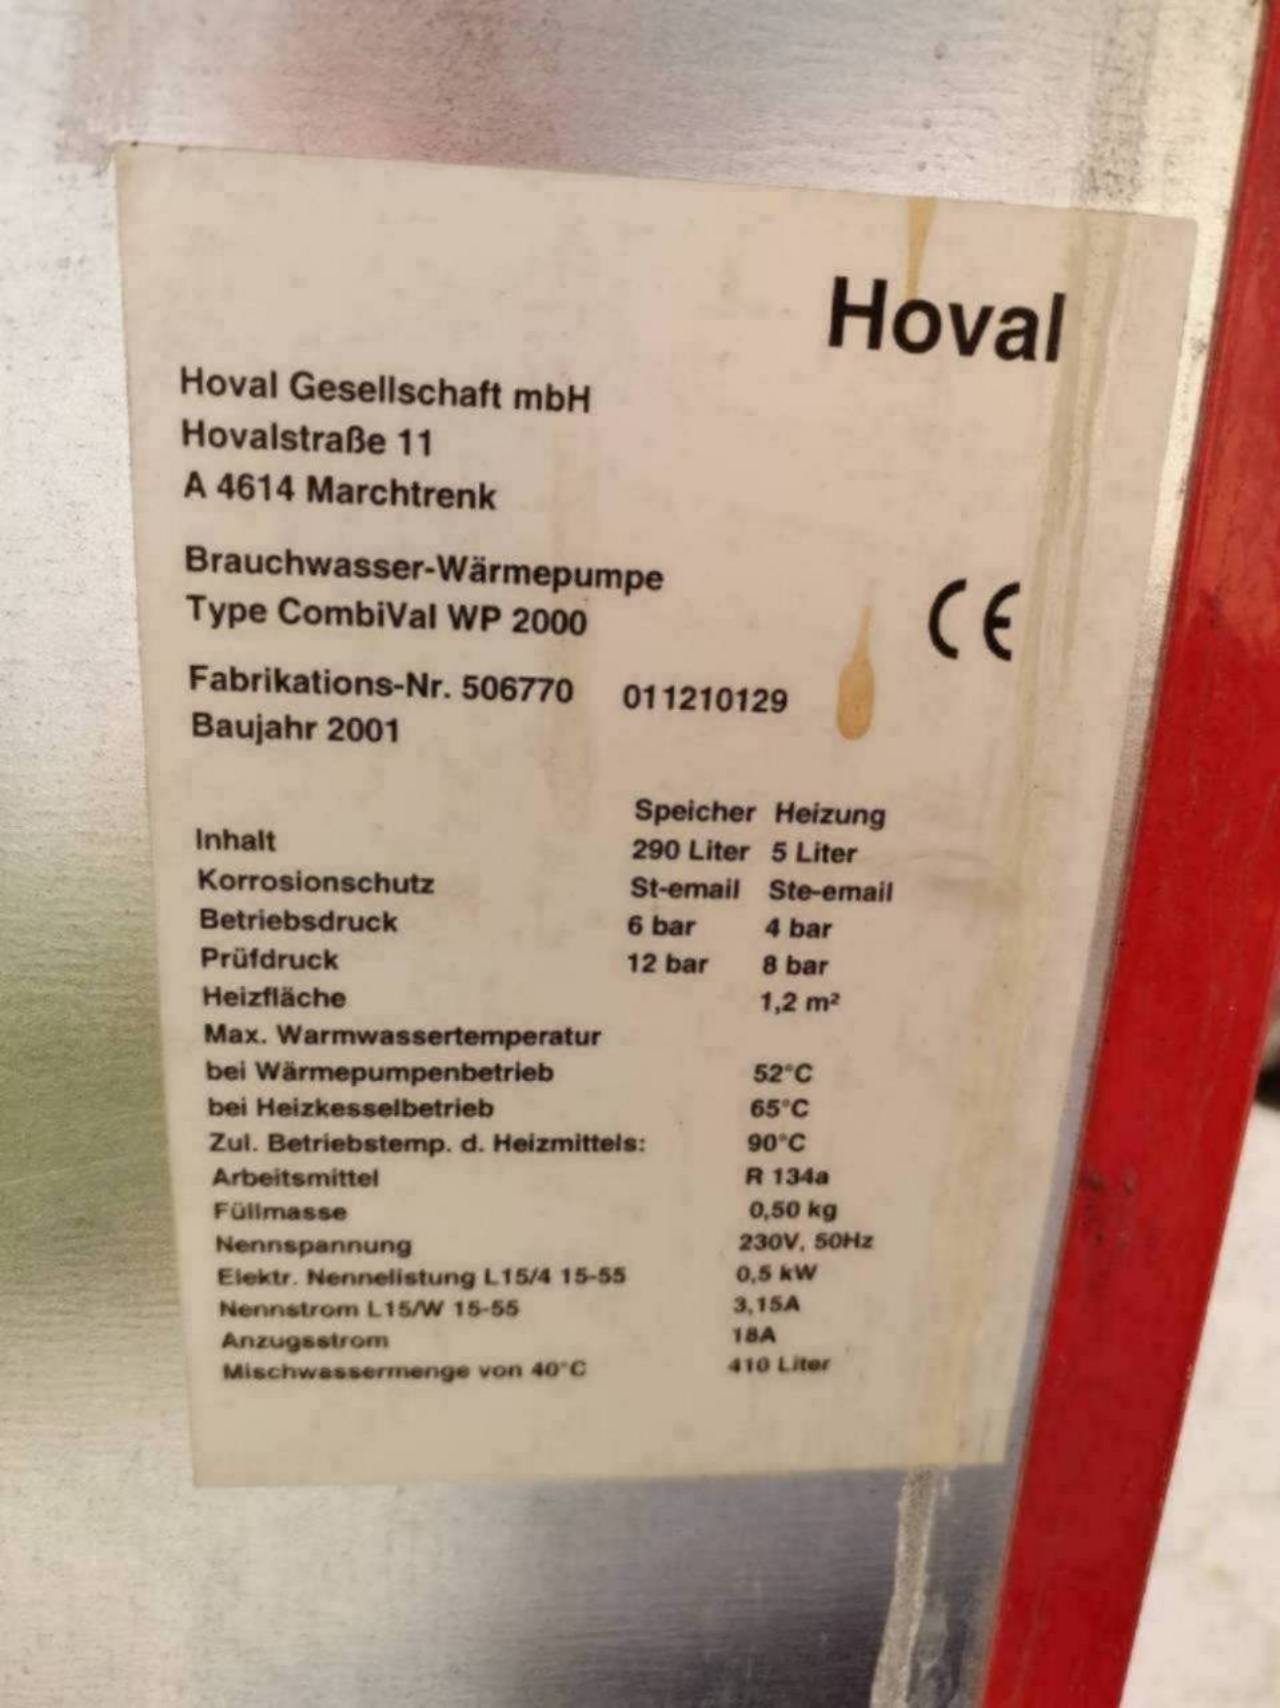 Hoval
Hoval Gesellschaft mbH
Hovalstraße 11
A 4614 Marchtrenk
Brauchwasser-Wärmepumpe
Type CombiVal WP 2000
CE
Fabrikations-Nr. 506770 011210129
Baujahr 2001
Speicher Heizung
Inhalt 290 Liter 5 Liter
Korrosionschutz St-email Ste-email
Betriebsdruck 6 bar 4 bar
Prüfdruck 12 bar 8 bar
Heizfläche 1,2 m²
Max. Warmwassertemperatur
bei Wärmepumpenbetrieb 52°C
bei Heizkesselbetrieb 65°C
Zul. Betriebstemp. d. Heizmittels: 90°C
Arbeitsmittel R 134a
Füllmasse 0,50 kg
Nennspannung 230V, 50Hz
Elektr. Nennelistung L15/4 15-55 0,5 kW
Nennstrom L15/W 15-55 3,15A
Anzugsstrom 18A
Mischwassermenge von 40°C 410 Liter